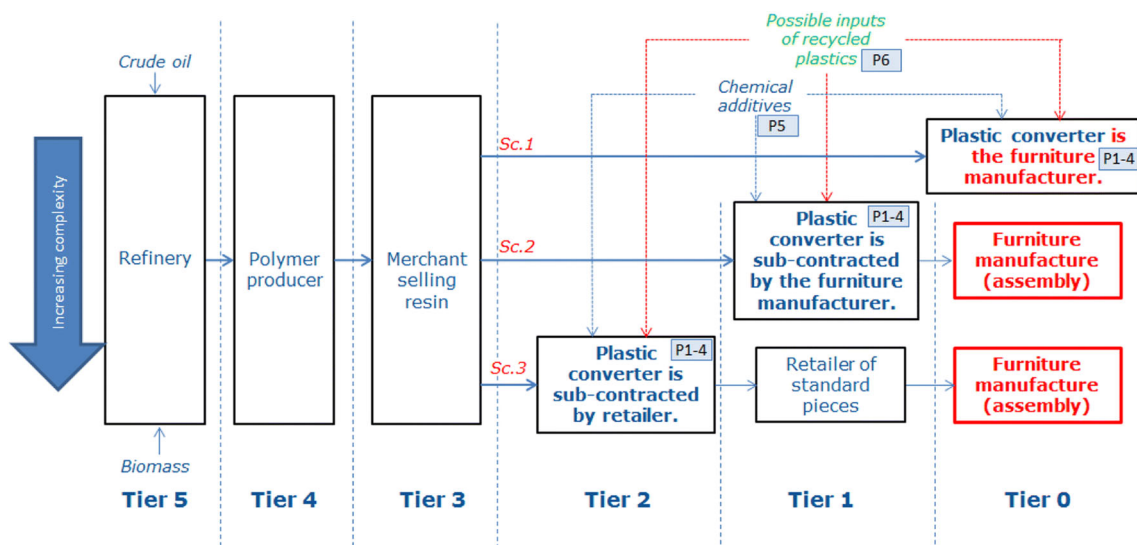 Possible inputs
of recycled
plastics P6
Crude oil
Chemical
additives
P5
Increasing complexity
Refinery
Polymer
producer
Merchant
selling
resin
Sc.1
Plastic converter is
the furniture P1-4
manufacturer.
Sc.2
Plastic P1-4
converter is
sub-contracted
by the furniture
manufacturer.
Furniture
manufacture
(assembly)
Sc.3
Plastic P1-4
converter is
sub-contracted
by retailer.
Retailer of
standard
pieces
Furniture
manufacture
(assembly)
Biomass
Tier 5
Tier 4
Tier 3
Tier 2
Tier 1
Tier 0